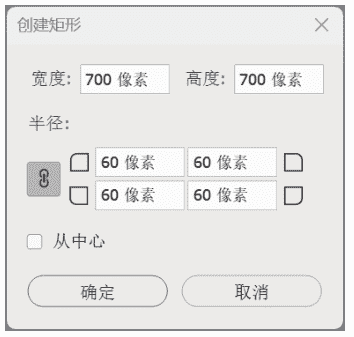 创建矩形
宽度: 700 像素 高度: 700 像素
半径:
60 像素 60 像素
60 像素 60 像素
从中心
确定 取消